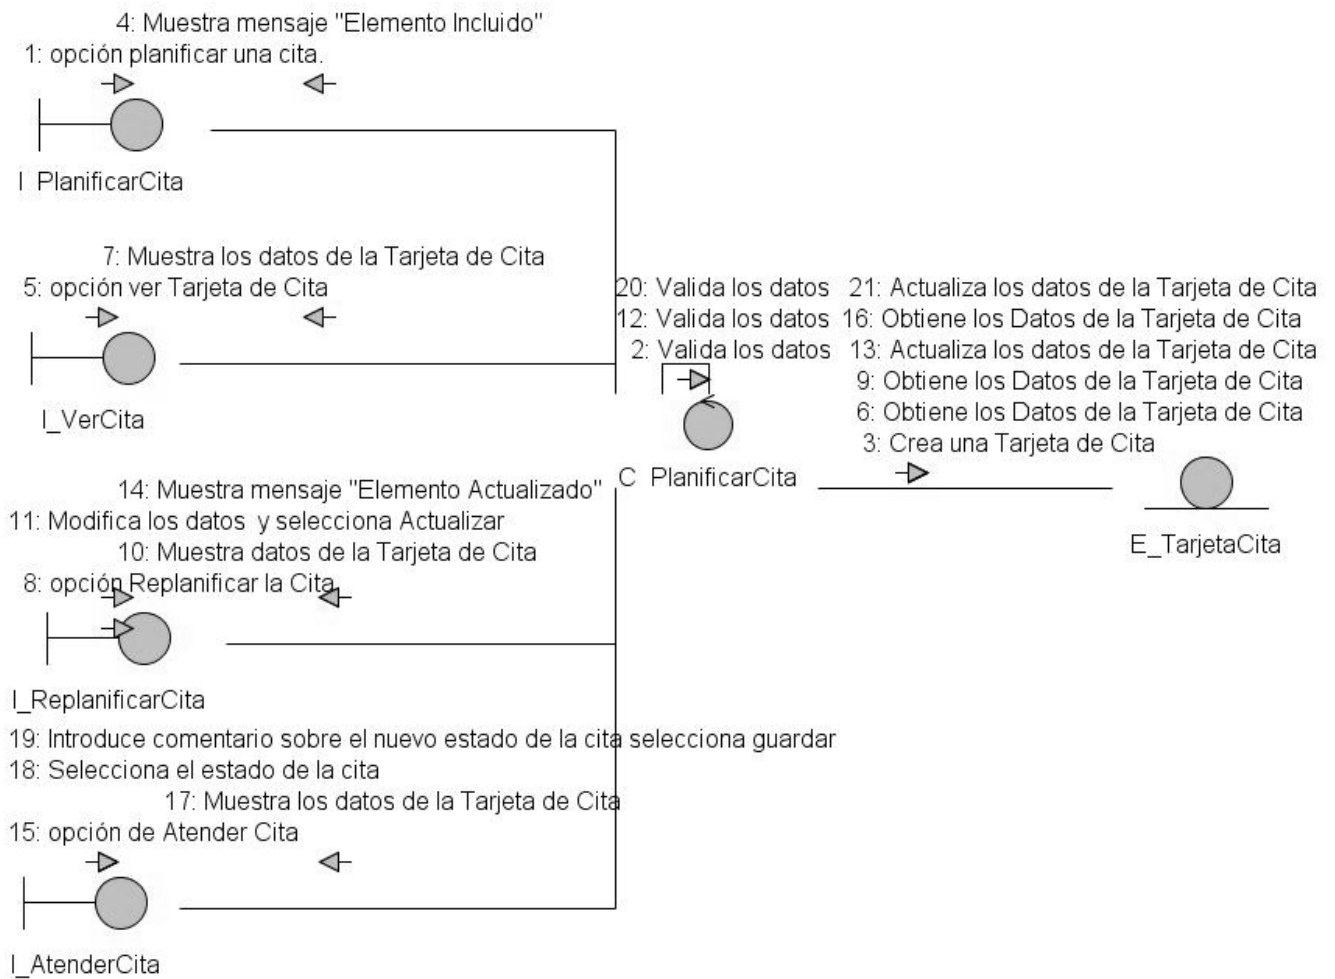 4: Muestra mensaje "Elemento Incluido"
1: opción planificar una cita.
I PlanificarCita
7: Muestra los datos de la Tarjeta de Cita
5: opción ver Tarjeta de Cita
I_VerCita
20: Valida los datos
12: Valida los datos
2: Valida los datos
C PlanificarCita
21: Actualiza los datos de la Tarjeta de Cita
16: Obtiene los Datos de la Tarjeta de Cita
13: Actualiza los datos de la Tarjeta de Cita
9: Obtiene los Datos de la Tarjeta de Cita
6: Obtiene los Datos de la Tarjeta de Cita
3: Crea una Tarjeta de Cita
E_TarjetaCita
14: Muestra mensaje "Elemento Actualizado"
11: Modifica los datos y selecciona Actualizar
10: Muestra datos de la Tarjeta de Cita
8: opción Replanificar la Cita
I_ReplanificarCita
19: Introduce comentario sobre el nuevo estado de la cita selecciona guardar
18: Selecciona el estado de la cita
17: Muestra los datos de la Tarjeta de Cita
15: opción de Atender Cita
I_AtenderCita